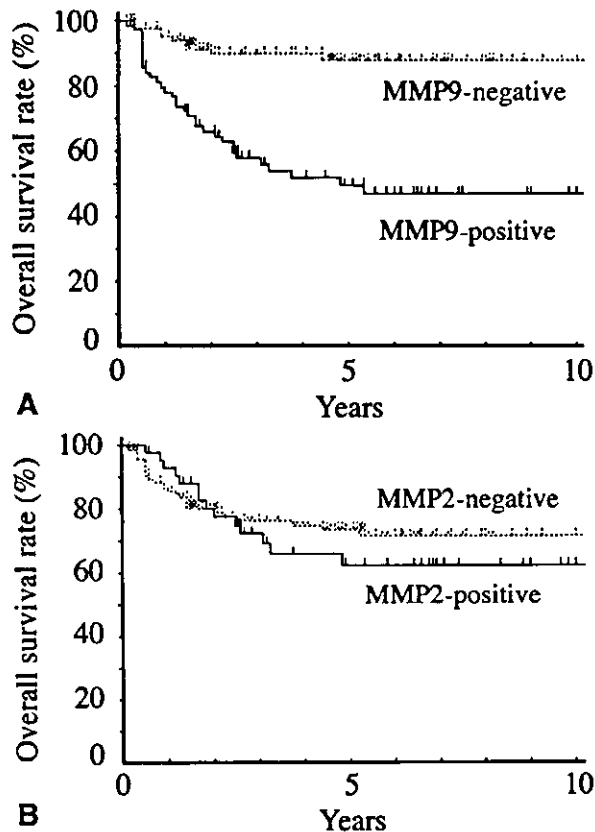 Overall survival rate (%)
100
80
60
40
20
0
MMP9-negative
MMP9-positive
0
5
10
Years
A
Overall survival rate (%)
100
80
60
40
20
0
MMP2-negative
MMP2-positive
0
5
10
Years
B